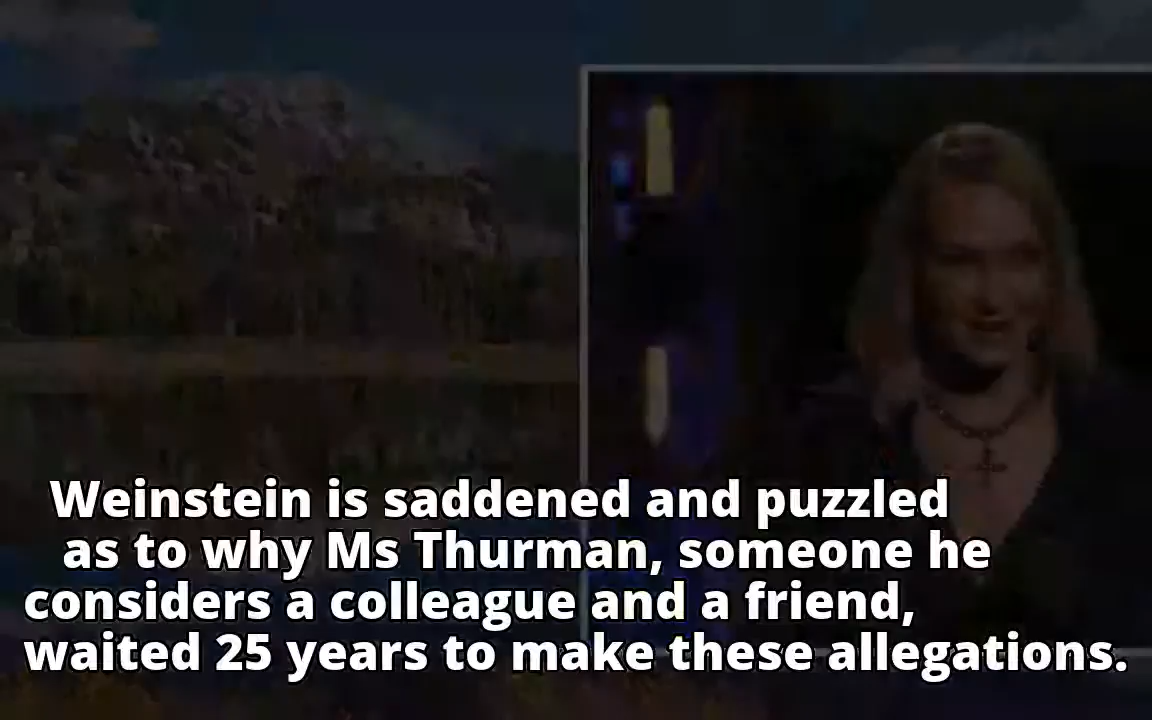 Weinstein is saddened and puzzled
as to why Ms Thurman, someone he
considers a colleague and a friend,
waited 25 years to make these allegations.